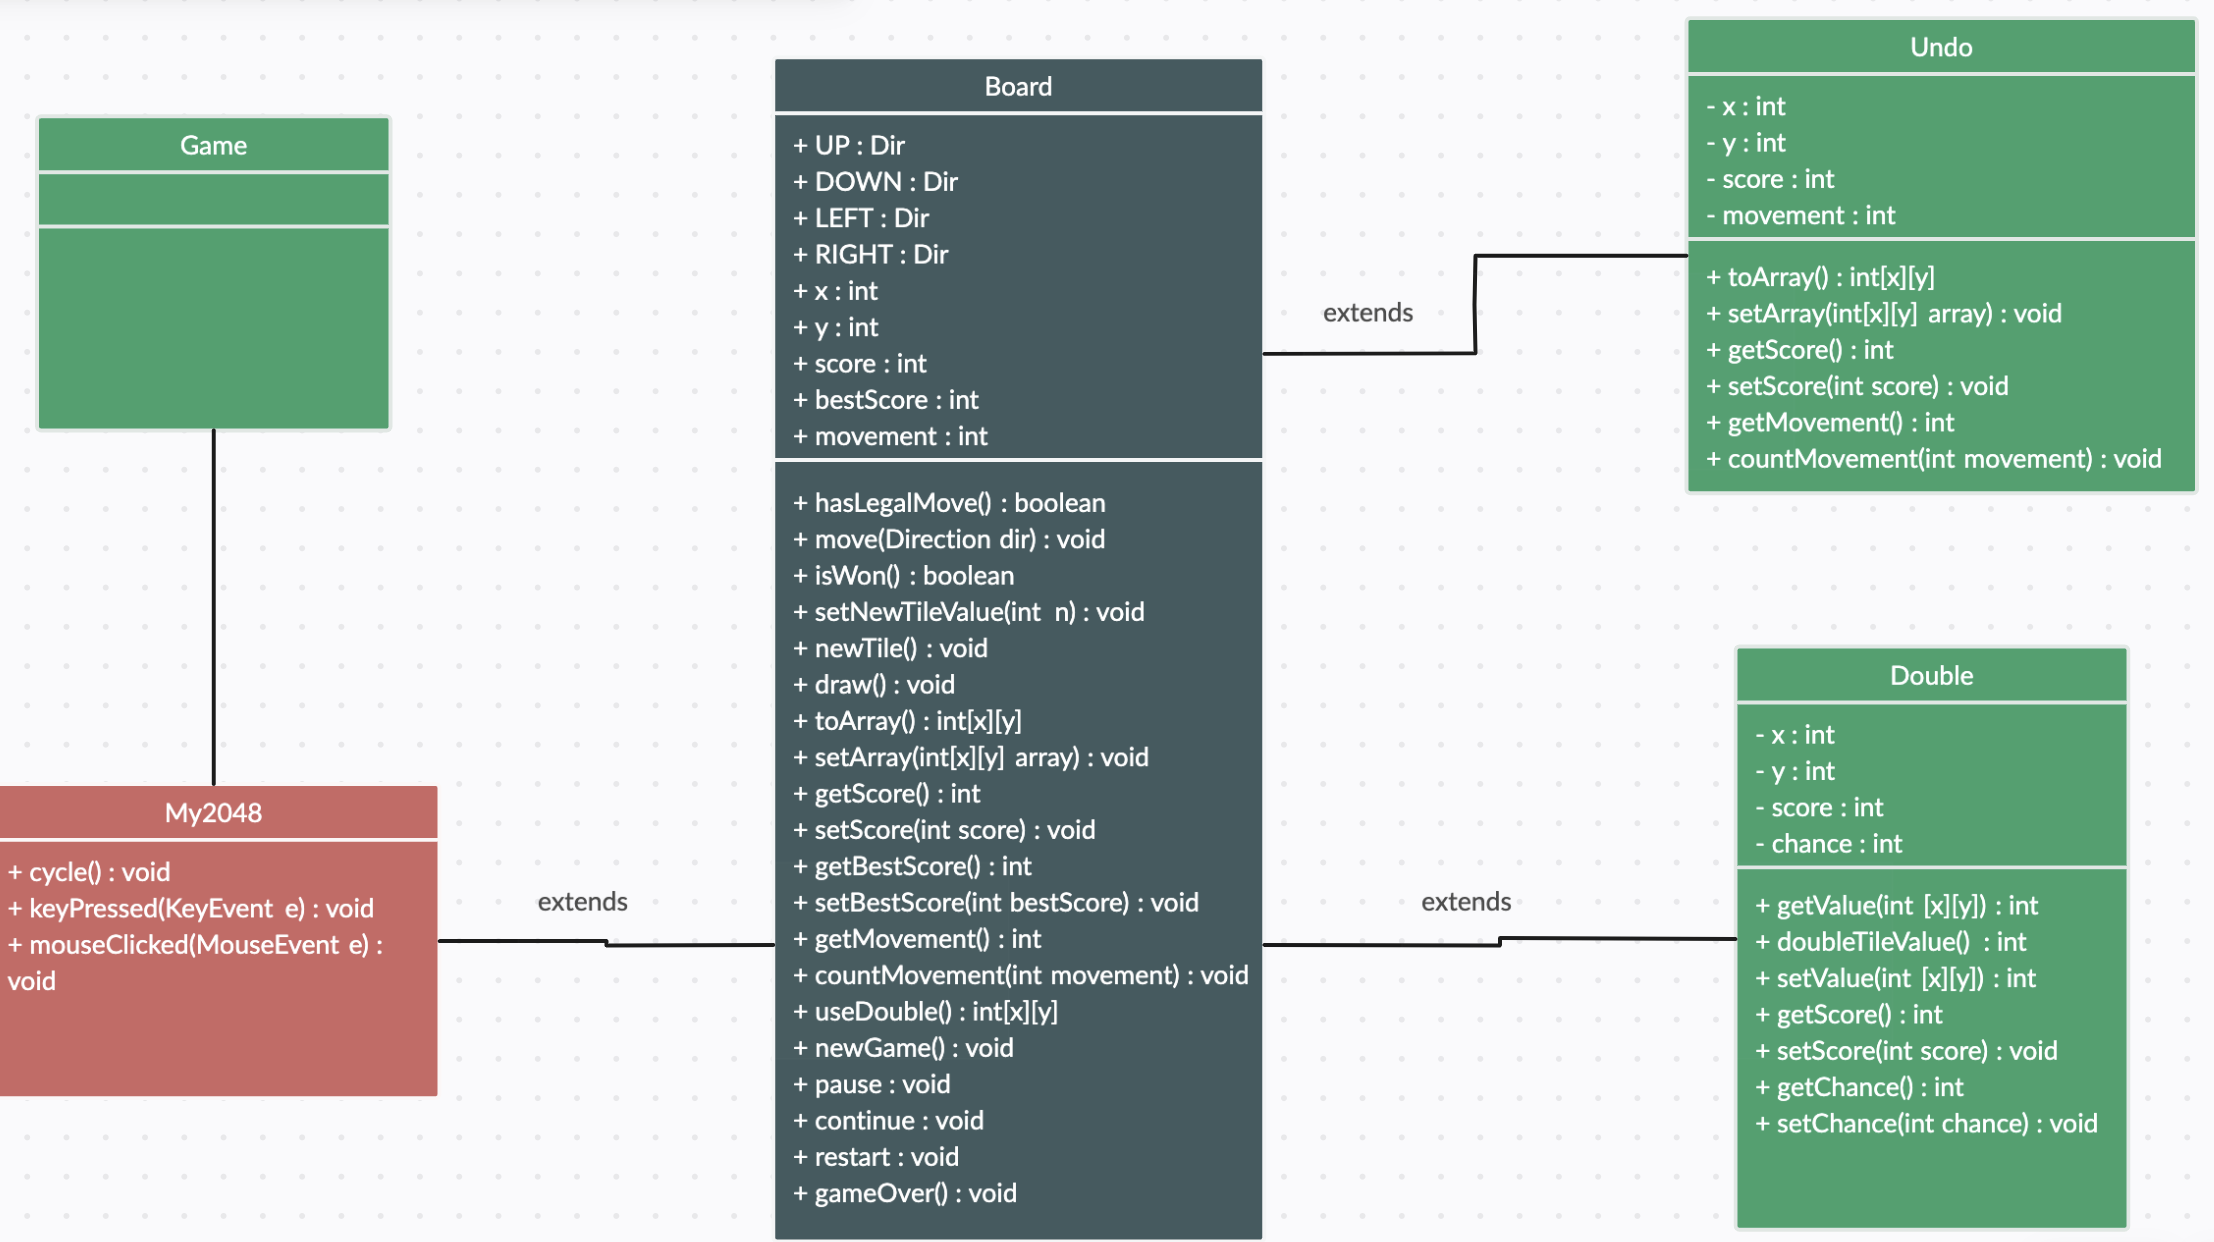 Game
My2048
+ cycle() : void
+ keyPressed(KeyEvent e) : void
+ mouseClicked(MouseEvent e) :
void
extends
Board
+ UP : Dir
+ DOWN : Dir
+ LEFT : Dir
+ RIGHT : Dir
+ x : int
+ y : int
+ score : int
+ bestScore : int
+ movement : int
+ hasLegalMove() : boolean
+ move(Direction dir) : void
+ isWon() : boolean
+ setNewTileValue(int n) : void
+ newTile() : void
+ draw() : void
+ toArray() : int[x][y]
+ setArray(int[x][y] array) : void
+ getScore() : int
+ setScore(int score) : void
+ getBestScore() : int
+ setBestScore(int bestScore) : void
+ getMovement() : int
+ countMovement(int movement) : void
+ useDouble() : int[x][y]
+ newGame() : void
+ pause : void
+ continue : void
+ restart : void
+ gameOver() : void
extends
Undo
- x : int
- y : int
- score : int
- movement : int
+ toArray() : int[x][y]
+ setArray(int[x][y] array) : void
+ getScore() : int
+ setScore(int score) : void
+ getMovement() : int
+ countMovement(int movement) : void
extends
Double
- x : int
- y : int
- score : int
- chance : int
+ getValue(int [x][y]) : int
+ doubleTileValue() : int
+ setValue(int [x][y]) : int
+ getScore() : int
+ setScore(int score) : void
+ getChance() : int
+ setChance(int chance) : void